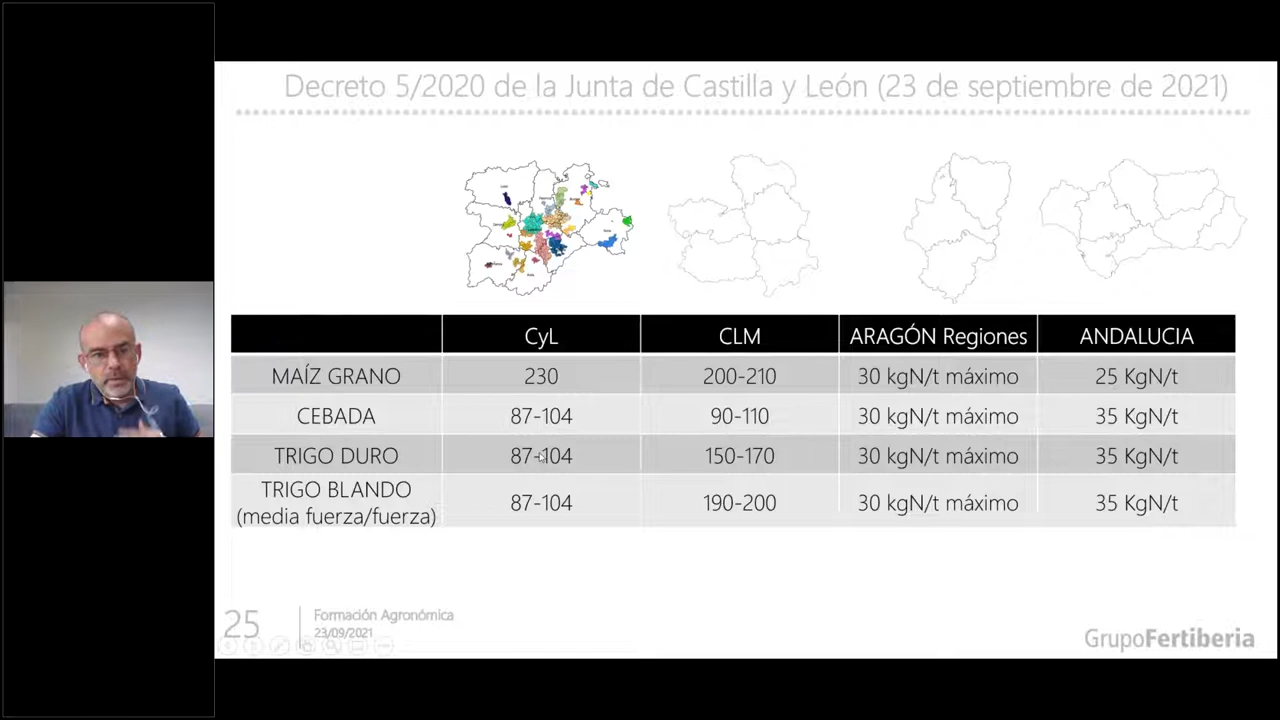 Decreto 5/2020 de la Junta de Castilla y León (23 de septiembre de 2021)
CyL CLM ARAGÓN Regiones ANDALUCIA
MAÍZ GRANO 230 200-210 30 kgN/t máximo 25 KgN/t
CEBADA 87-104 90-110 30 kgN/t máximo 35 KgN/t
TRIGO DURO 87-104 150-170 30 kgN/t máximo 35 KgN/t
TRIGO BLANDO
(media fuerza/fuerza) 87-104 190-200 30 kgN/t máximo 35 KgN/t
25 Formación Agronómica
23/09/2021
GrupoFertiberia